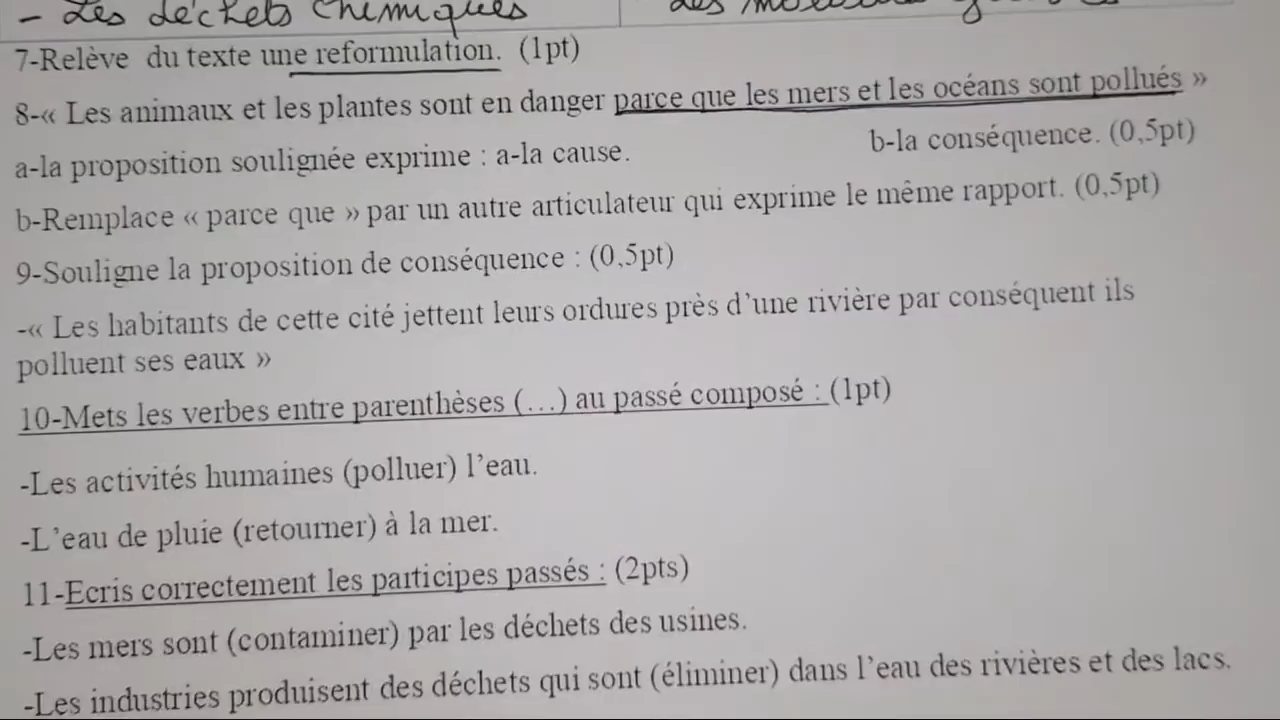 - Les déchets chimiques
des
7-Relève du texte une reformulation. (1pt)
8-« Les animaux et les plantes sont en danger parce que les mers et les océans sont pollués »
a-la proposition soulignée exprime : a-la cause. b-la conséquence. (0,5pt)
b-Remplace « parce que » par un autre articulateur qui exprime le même rapport. (0,5pt)
9-Souligne la proposition de conséquence : (0,5pt)
-« Les habitants de cette cité jettent leurs ordures près d’une rivière par conséquent ils
polluent ses eaux »
10-Mets les verbes entre parenthèses (…) au passé composé : (1pt)
-Les activités humaines (polluer) l’eau.
-L’eau de pluie (retourner) à la mer.
11-Ecris correctement les participes passés : (2pts)
-Les mers sont (contaminer) par les déchets des usines.
-Les industries produisent des déchets qui sont (éliminer) dans l’eau des rivières et des lacs.